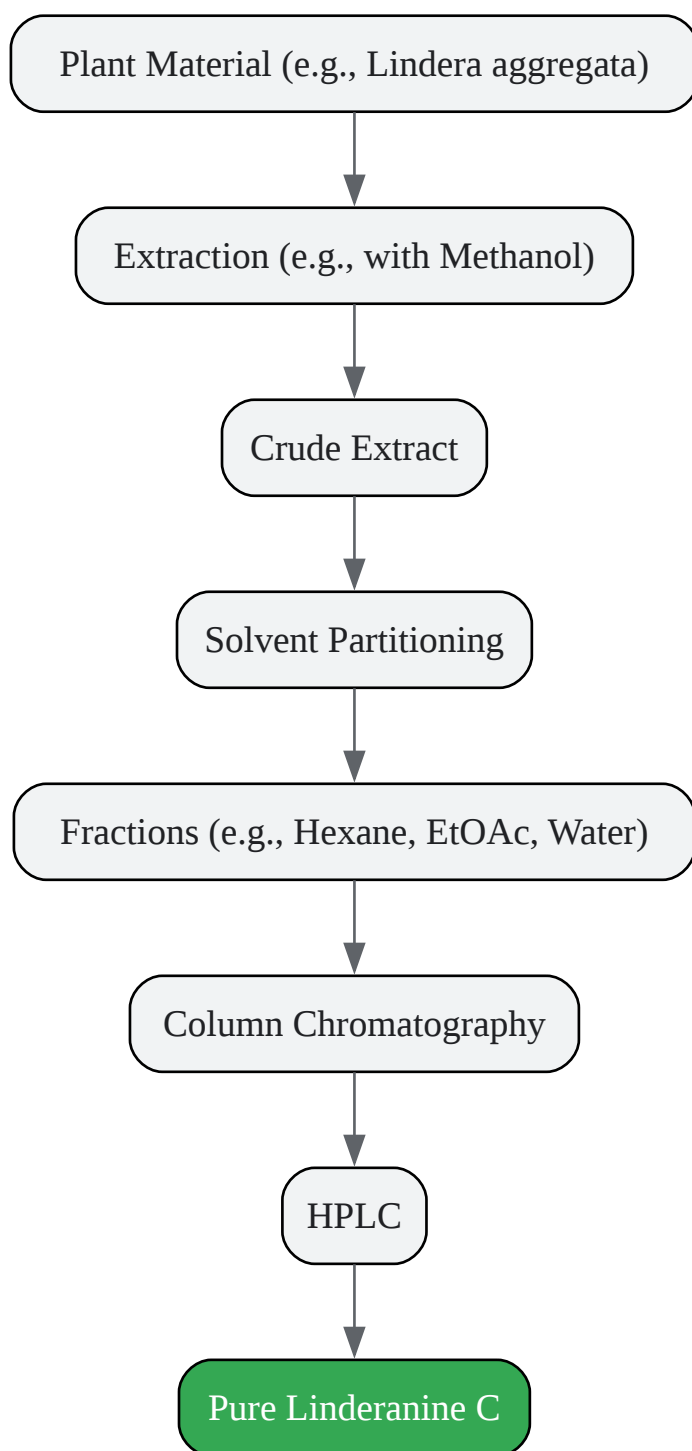 Plant Material (e.g., Lindera aggregata)
Extraction (e.g., with Methanol)
Crude Extract
Solvent Partitioning
Fractions (e.g., Hexane, EtOAc, Water)
Column Chromatography
HPLC
Pure Linderanine C